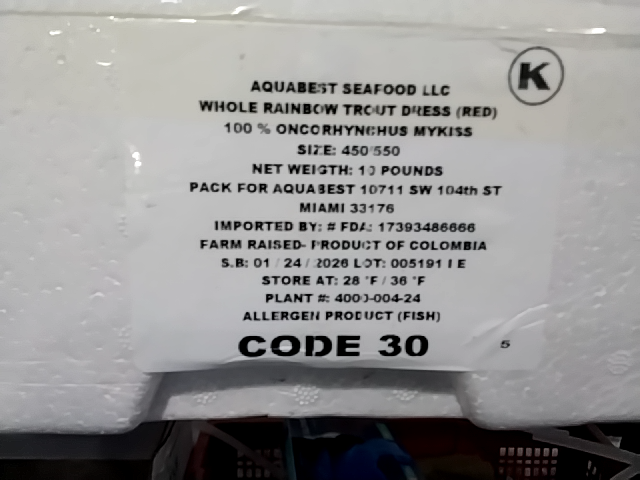 K
AQUABEST SEAFOOD LLC
WHOLE RAINBOW TROUT DRESS (RED)
100 % ONCORHYNCHUS MYKISS
SIZE: 450/550
NET WEIGTH: 10 POUNDS
PACK FOR AQUABEST 10711 SW 104th ST
MIAMI 33176
IMPORTED BY: # FDA: 17393486666
FARM RAISED- PRODUCT OF COLOMBIA
S.B: 01 / 24 / 2026 LOT: 005191 I E
STORE AT: 28 °F / 36 °F
PLANT #: 4000-004-24
ALLERGEN PRODUCT (FISH)
CODE 30
5